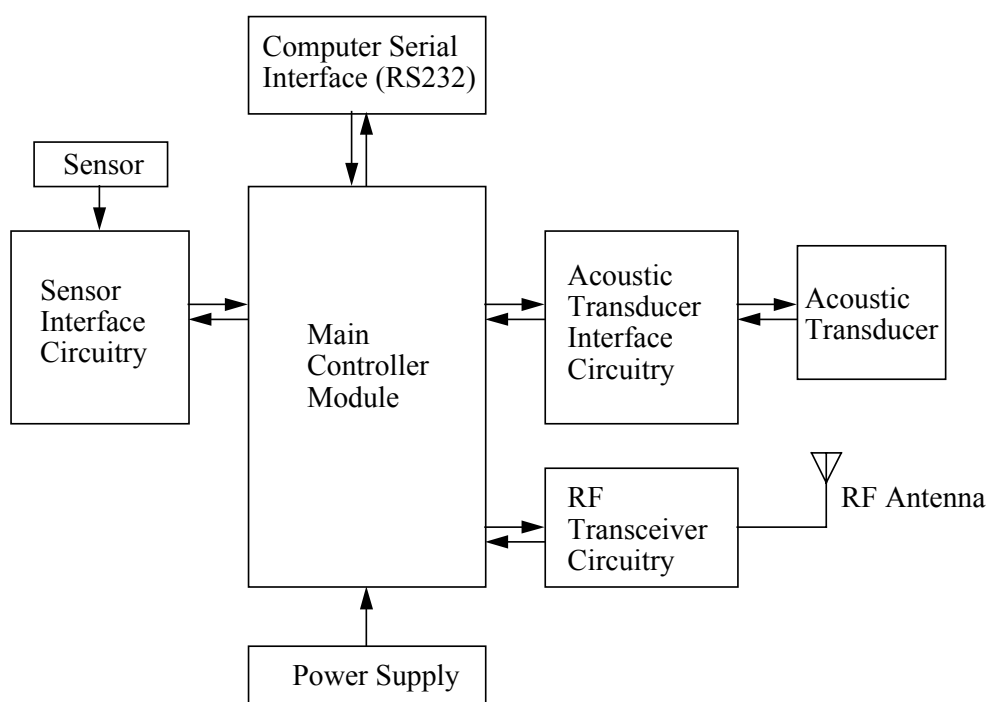 Computer Serial
Interface (RS232)
Sensor
Sensor
Interface
Circuitry
Main
Controller
Module
Acoustic
Transducer
Interface
Circuitry
Acoustic
Transducer
RF
Transceiver
Circuitry
RF Antenna
Power Supply